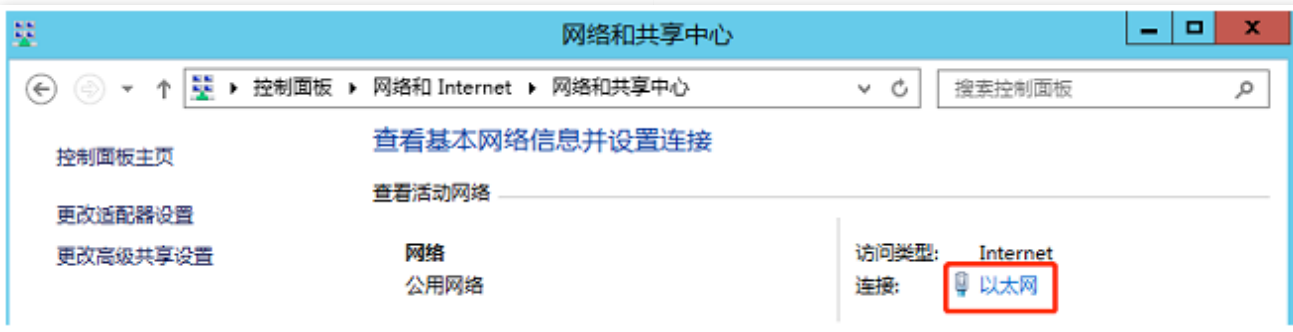 网络和共享中心
控制面板 网络和 Internet 网络和共享中心 搜索控制面板
控制面板主页
更改适配器设置
更改高级共享设置
查看基本网络信息并设置连接
查看活动网络
网络
公用网络
访问类型: Internet
连接: 以太网